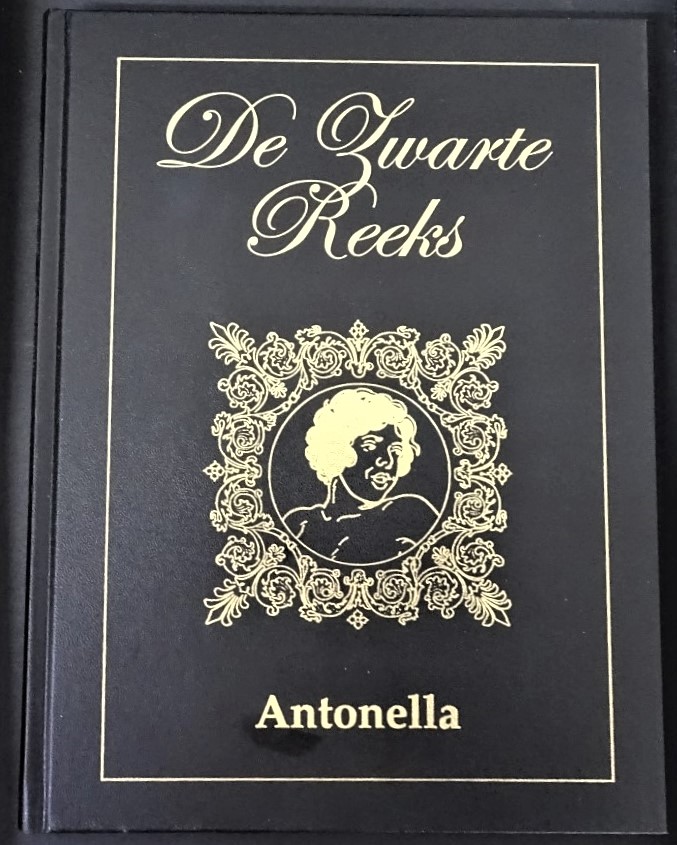 De Zwarte
Reeks
Antonella